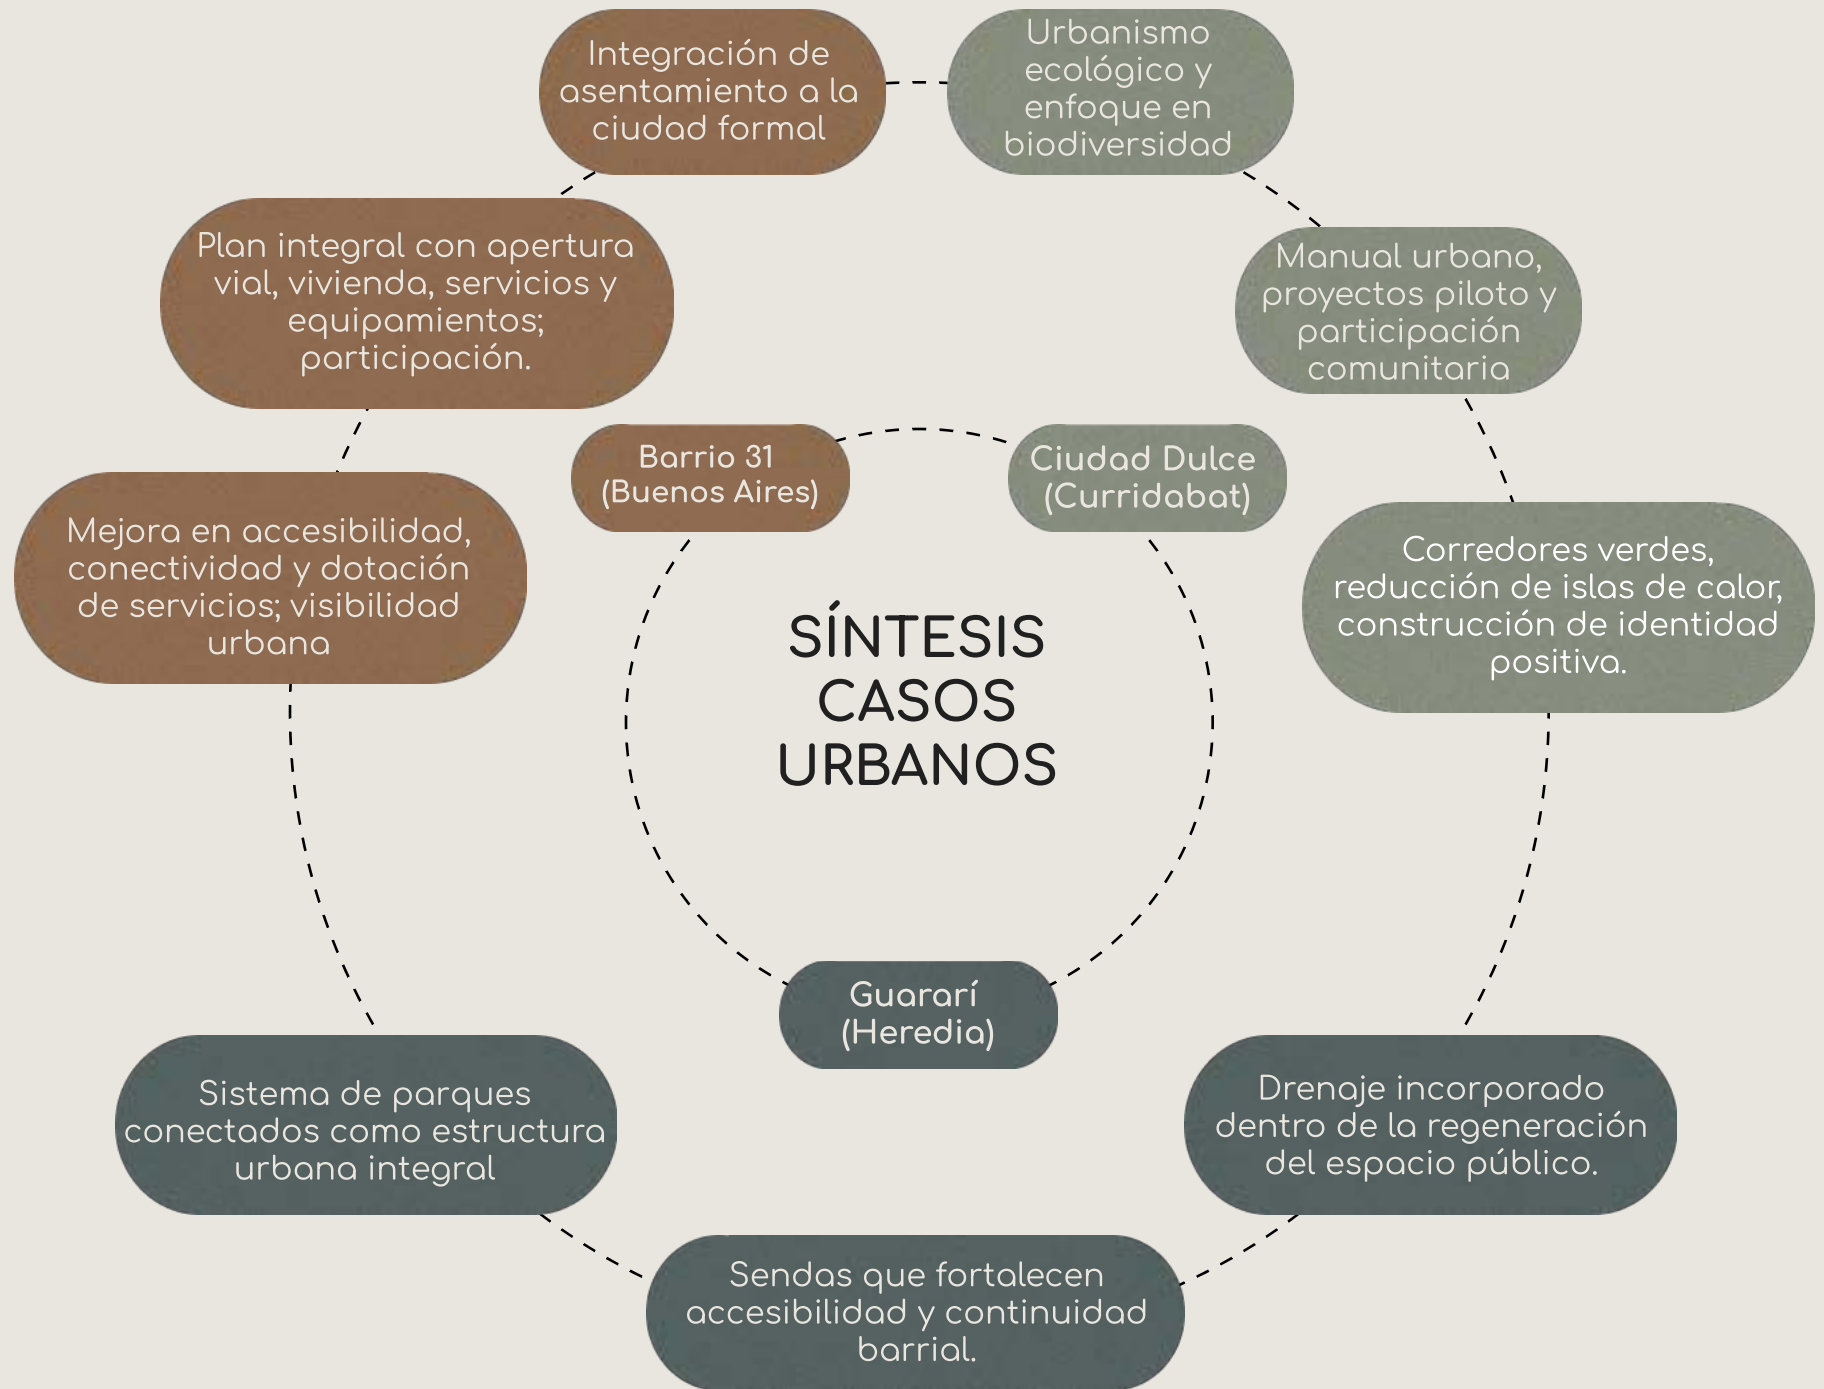 Integración de
asentamiento a la
ciudad formal
Urbanismo
ecológico y
enfoque en
biodiversidad
Plan integral con apertura
vial, vivienda, servicios y
equipamientos;
participación.
Manual urbano,
proyectos piloto y
participación
comunitaria
Barrio 31
(Buenos Aires)
Ciudad Dulce
(Curridabat)
Mejora en accesibilidad,
conectividad y dotación
de servicios; visibilidad
urbana
Corredores verdes,
reducción de islas de calor,
construcción de identidad
positiva.
SÍNTESIS
CASOS
URBANOS
Guararí
(Heredia)
Sistema de parques
conectados como estructura
urbana integral
Drenaje incorporado
dentro de la regeneración
del espacio público.
Sendas que fortalecen
accesibilidad y continuidad
barrial.